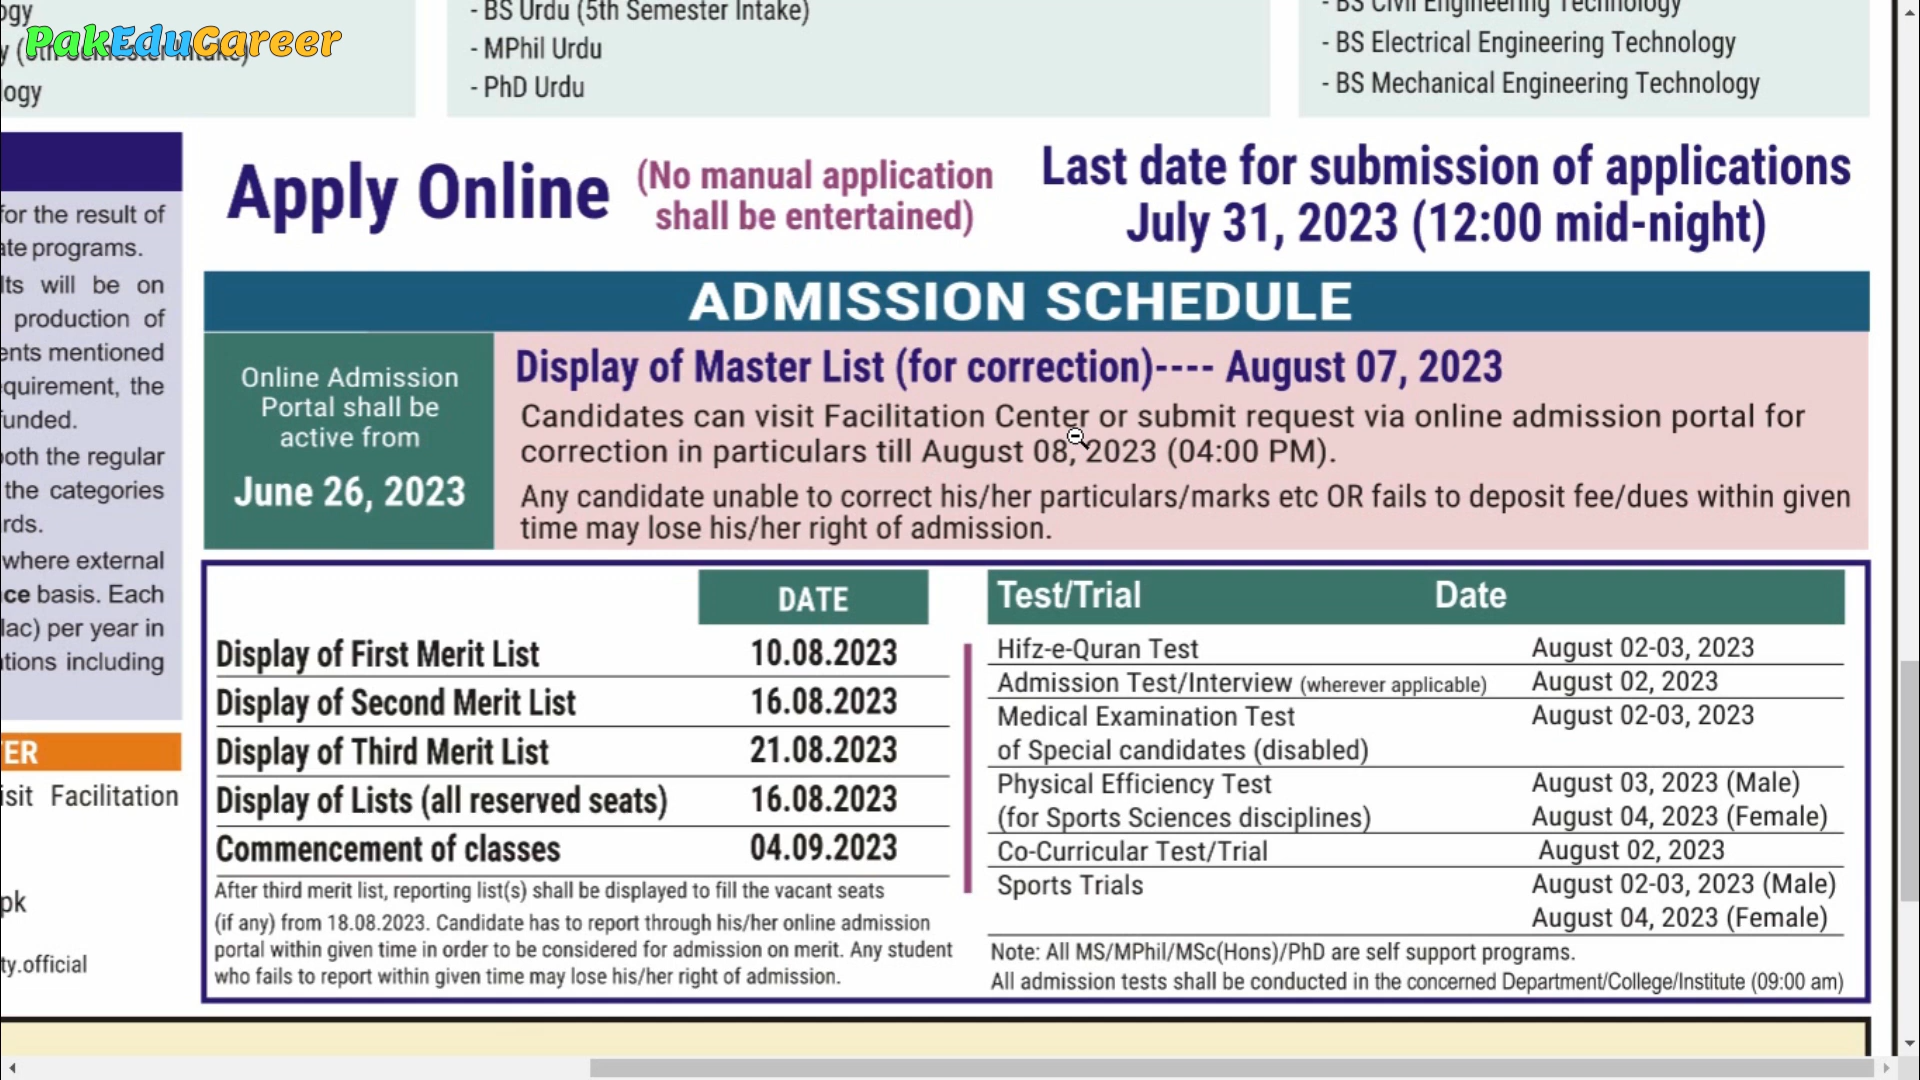 ogy
PakEduCareer
y (5th Semester Intake)
logy
- BS Urdu (5th Semester Intake)
- MPhil Urdu
- PhD Urdu
- BS Civil Engineering Technology
- BS Electrical Engineering Technology
- BS Mechanical Engineering Technology
for the result of
ate programs.
lts will be on
production of
ents mentioned
equirement, the
funded.
both the regular
the categories
rds.
where external
ce basis. Each
lac) per year in
tions including
ER
isit Facilitation
pk
ty.official
Apply Online
(No manual application
shall be entertained)
Last date for submission of applications
July 31, 2023 (12:00 mid-night)
ADMISSION SCHEDULE
Online Admission
Portal shall be
active from
June 26, 2023
Display of Master List (for correction)---- August 07, 2023
Candidates can visit Facilitation Center or submit request via online admission portal for
correction in particulars till August 08, 2023 (04:00 PM).
Any candidate unable to correct his/her particulars/marks etc OR fails to deposit fee/dues within given
time may lose his/her right of admission.
DATE
Display of First Merit List 10.08.2023
Display of Second Merit List 16.08.2023
Display of Third Merit List 21.08.2023
Display of Lists (all reserved seats) 16.08.2023
Commencement of classes 04.09.2023
After third merit list, reporting list(s) shall be displayed to fill the vacant seats
(if any) from 18.08.2023. Candidate has to report through his/her online admission
portal within given time in order to be considered for admission on merit. Any student
who fails to report within given time may lose his/her right of admission.
Test/Trial Date
Hifz-e-Quran Test August 02-03, 2023
Admission Test/Interview (wherever applicable) August 02, 2023
Medical Examination Test August 02-03, 2023
of Special candidates (disabled)
Physical Efficiency Test August 03, 2023 (Male)
(for Sports Sciences disciplines) August 04, 2023 (Female)
Co-Curricular Test/Trial August 02, 2023
Sports Trials August 02-03, 2023 (Male)
August 04, 2023 (Female)
Note: All MS/MPhil/MSc(Hons)/PhD are self support programs.
All admission tests shall be conducted in the concerned Department/College/Institute (09:00 am)